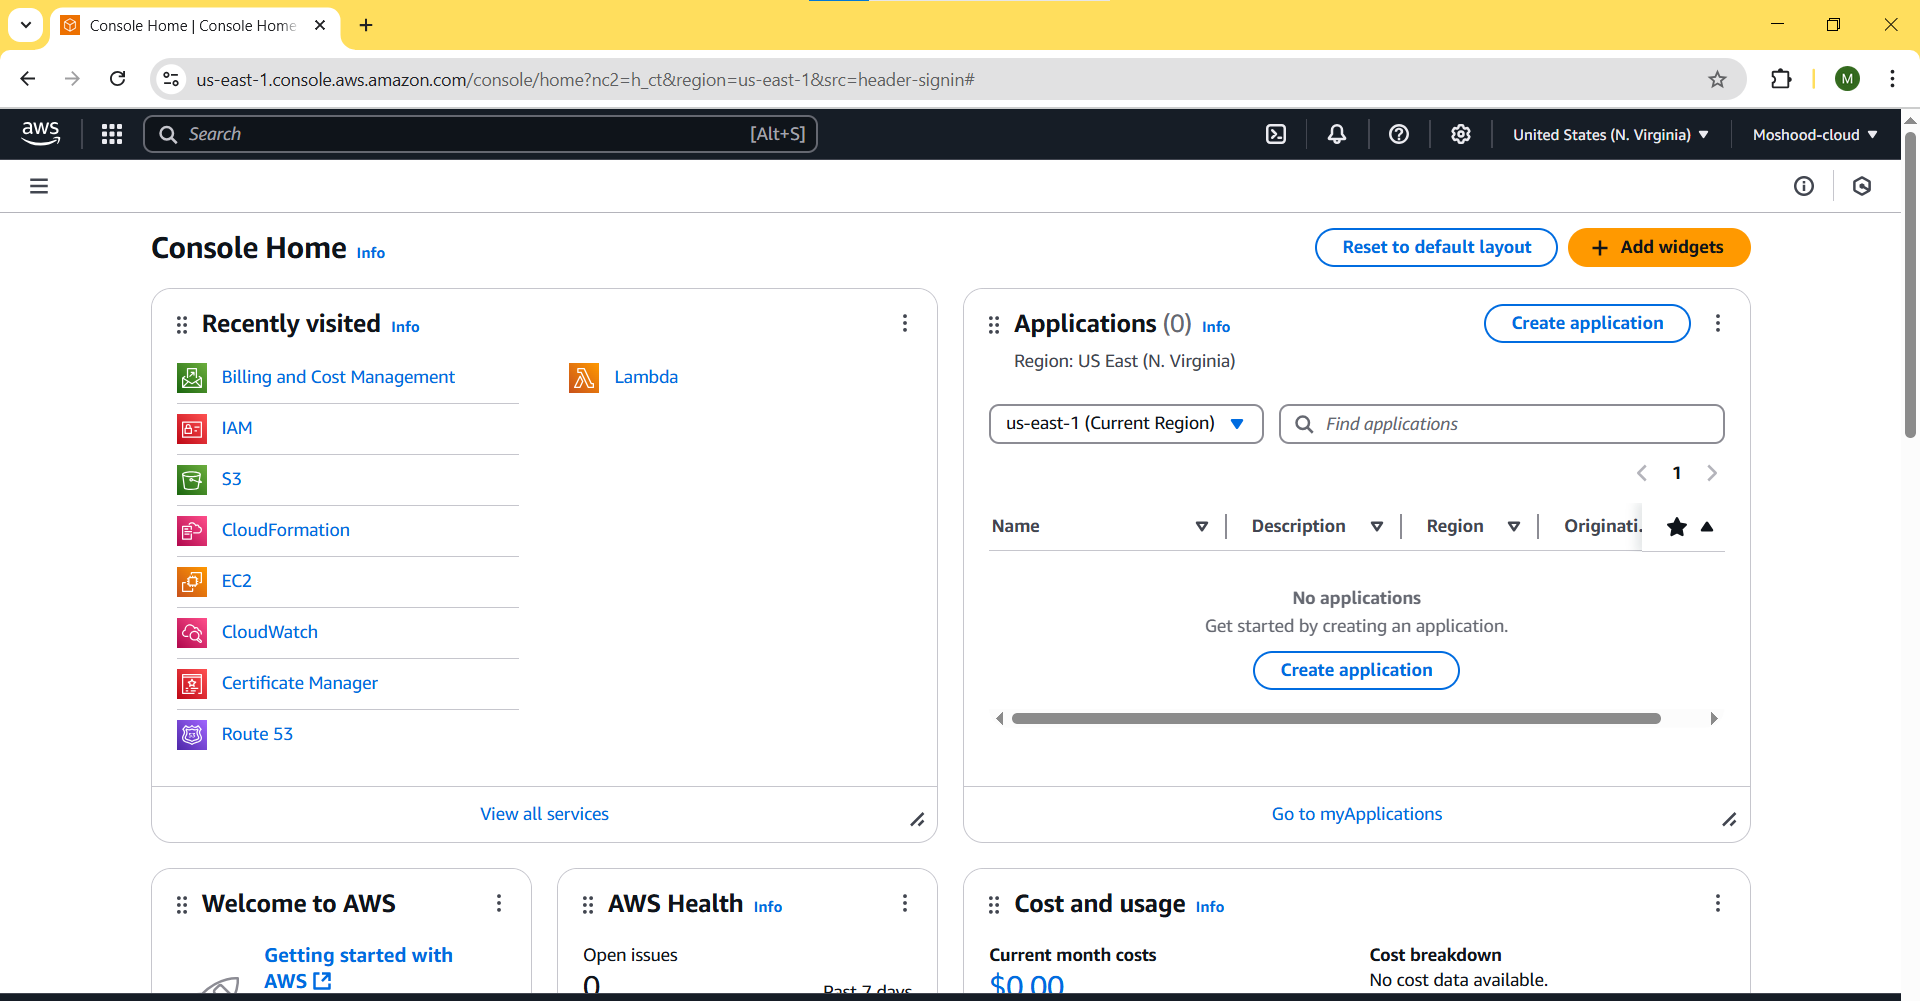 Console Home | Console Home
us-east-1.console.aws.amazon.com/console/home?nc2=h_ct&region=us-east-1&src=header-signin#
M
aws
Search
[Alt+S]
United States (N. Virginia)
Moshood-cloud
Console Home Info
Reset to default layout
Add widgets
Recently visited Info
Billing and Cost Management
IAM
S3
CloudFormation
EC2
CloudWatch
Certificate Manager
Route 53
Lambda
View all services
Applications (0) Info
Create application
Region: US East (N. Virginia)
us-east-1 (Current Region)
Find applications
1
Name
Description
Region
Originati.
No applications
Get started by creating an application.
Create application
Go to myApplications
Welcome to AWS
Getting started with
AWS
AWS Health Info
Open issues
0
Past 7 days
Cost and usage Info
Current month costs
$0.00
Cost breakdown
No cost data available.